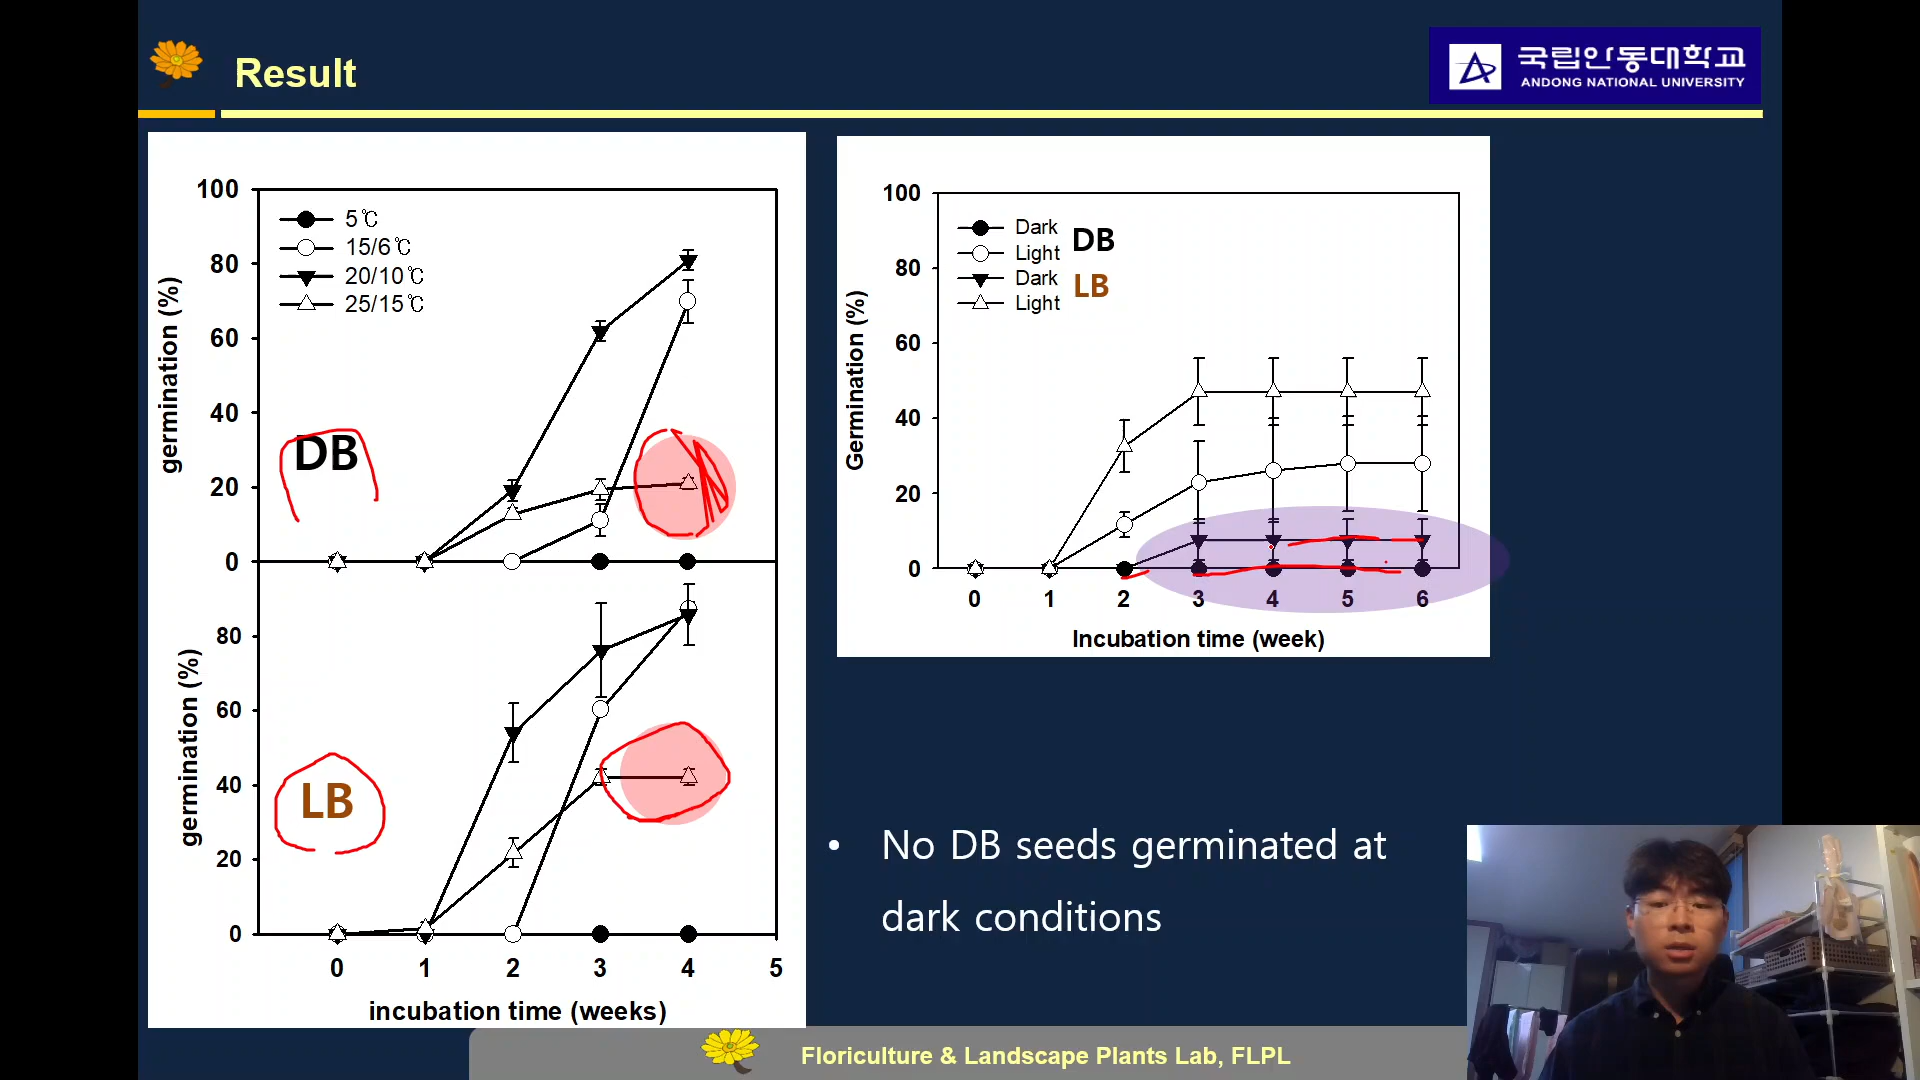 Result
국립안동대학교
ANDONG NATIONAL UNIVERSITY
100
80
60
40
20
0
germination (%)
5℃
15/6℃
20/10℃
25/15℃
DB
80
60
40
20
0
germination (%)
LB
0 1 2 3 4 5
incubation time (weeks)
100
80
60
40
20
0
Germination (%)
Dark
Light
DB
Dark
Light
LB
0 1 2 3 4 5 6
Incubation time (week)
• No DB seeds germinated at
dark conditions
Floriculture & Landscape Plants Lab, FLPL